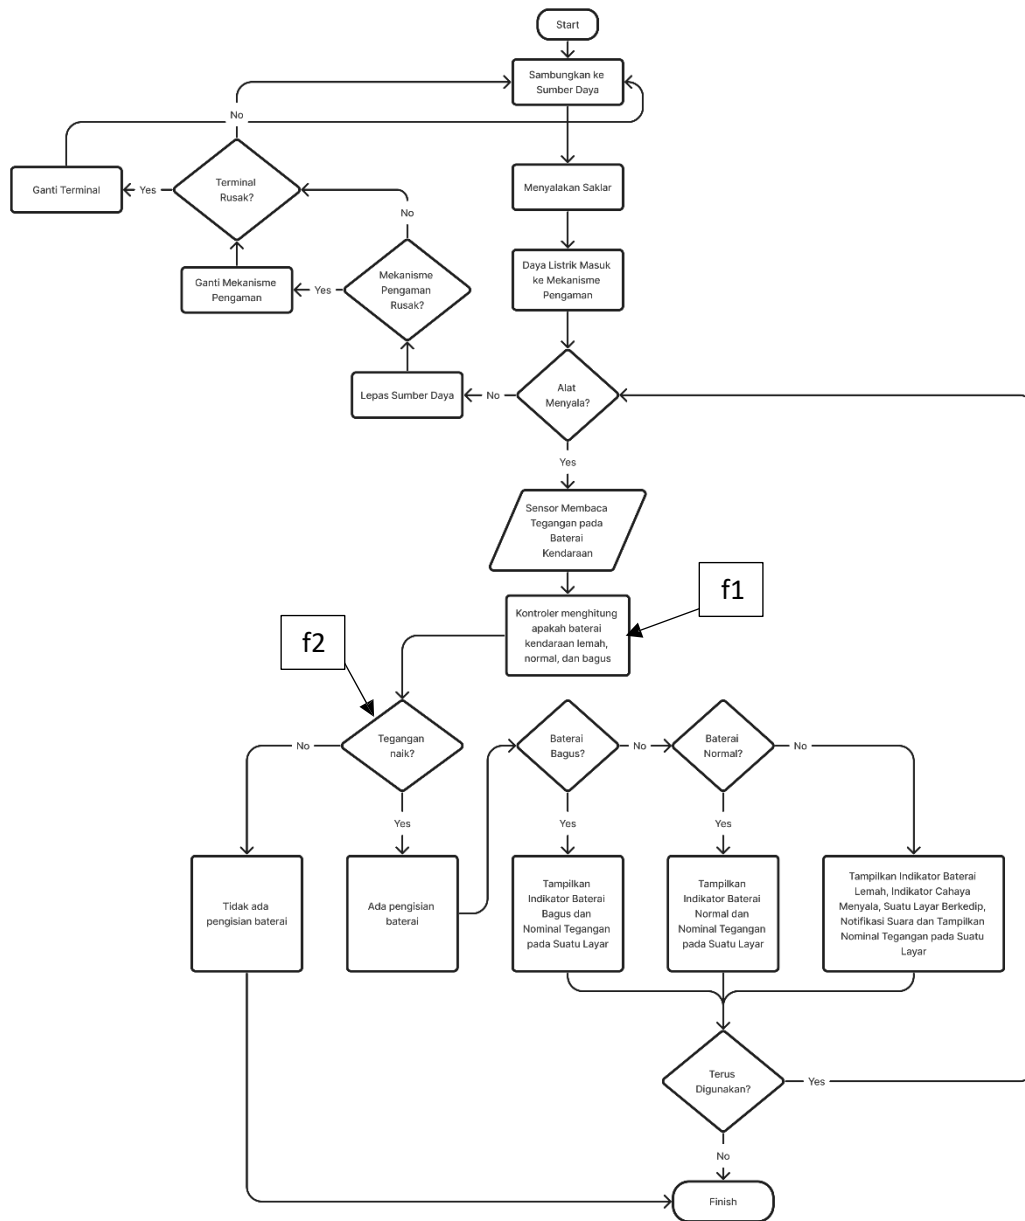 Start
Sambungkan ke
Sumber Daya
No
Ganti Terminal
Yes
Terminal
Rusak?
Menyalakan Saklar
No
Ganti Mekanisme
Pengaman
Yes
Mekanisme
Pengaman
Rusak?
Daya Listrik Masuk
ke Mekanisme
Pengaman
Lepas Sumber Daya
No
Alat
Menyala?
Yes
Sensor Membaca
Tegangan pada
Baterai
Kendaraan
f1
Kontroler menghitung
apakah baterai
kendaraan lemah,
normal, dan bagus
f2
No
Tegangan
naik?
Baterai
Bagus?
No
Baterai
Normal?
No
Yes
Yes
Yes
Tidak ada
pengisian baterai
Ada pengisian
baterai
Tampilkan
Indikator Baterai
Bagus dan
Nominal Tegangan
pada Suatu Layar
Tampilkan
Indikator Baterai
Normal dan
Nominal Tegangan
pada Suatu Layar
Tampilkan Indikator Baterai
Lemah, Indikator Cahaya
Menyala, Suatu Layar Berkedip,
Notifikasi Suara dan Tampilkan
Nominal Tegangan pada Suatu
Layar
Terus
Digunakan?
Yes
No
Finish